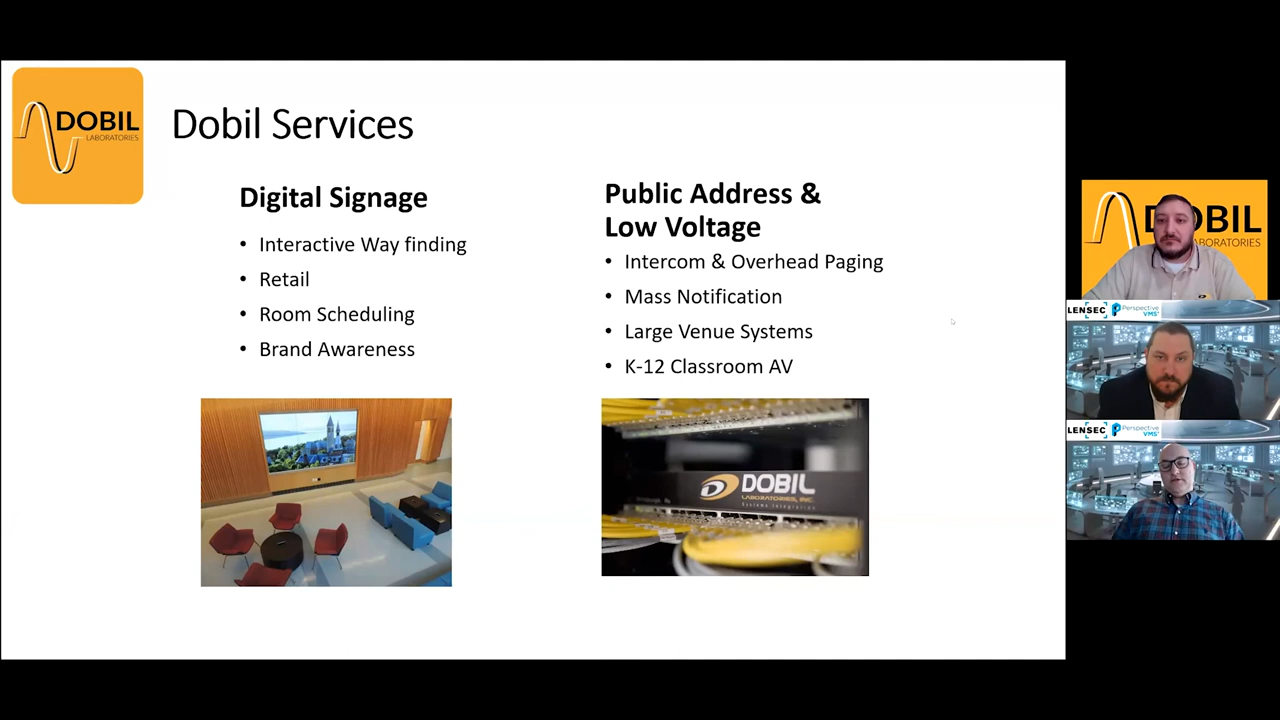 DOBIL
LABORATORIES
Dobil Services
Digital Signage
• Interactive Way finding
• Retail
• Room Scheduling
• Brand Awareness
Public Address &
Low Voltage
• Intercom & Overhead Paging
• Mass Notification
• Large Venue Systems
• K-12 Classroom AV
DOBIL
LABORATORIES, INC.
Systems Integration
DOBIL
LABORATORIES
LENSEC
Perspective
VMS
LENSEC
Perspective
VMS